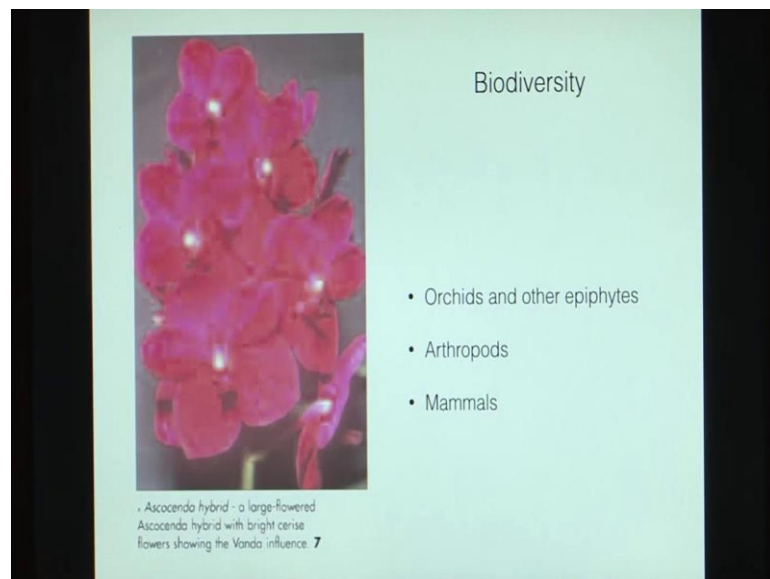 Biodiversity
• Orchids and other epiphytes
• Arthropods
• Mammals
, Ascocenda hybrid - a large-flowered
Ascocenda hybrid with bright cerise
flowers showing the Vanda influence. 7